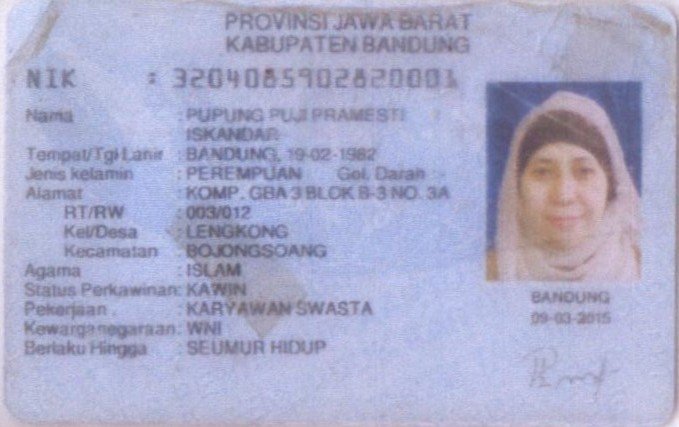 PROVINSI JAWA BARAT
KABUPATEN BANDUNG
NIK : 3204085902820001
Nama : PUPUNG PUJI PRAMESTI
ISKANDAR
Tempat/Tgl Lahir : BANDUNG, 19-02-1982
Jenis kelamin : PEREMPUAN Gol. Darah : -
Alamat : KOMP. GBA 3 BLOK B-3 NO. 3A
RT/RW : 003/012
Kel/Desa : LENGKONG
Kecamatan : BOJONGSOANG
Agama : ISLAM
Status Perkawinan: KAWIN
Pekerjaan : KARYAWAN SWASTA
Kewarganegaraan: WNI
Berlaku Hingga : SEUMUR HIDUP
BANDUNG
09-03-2015